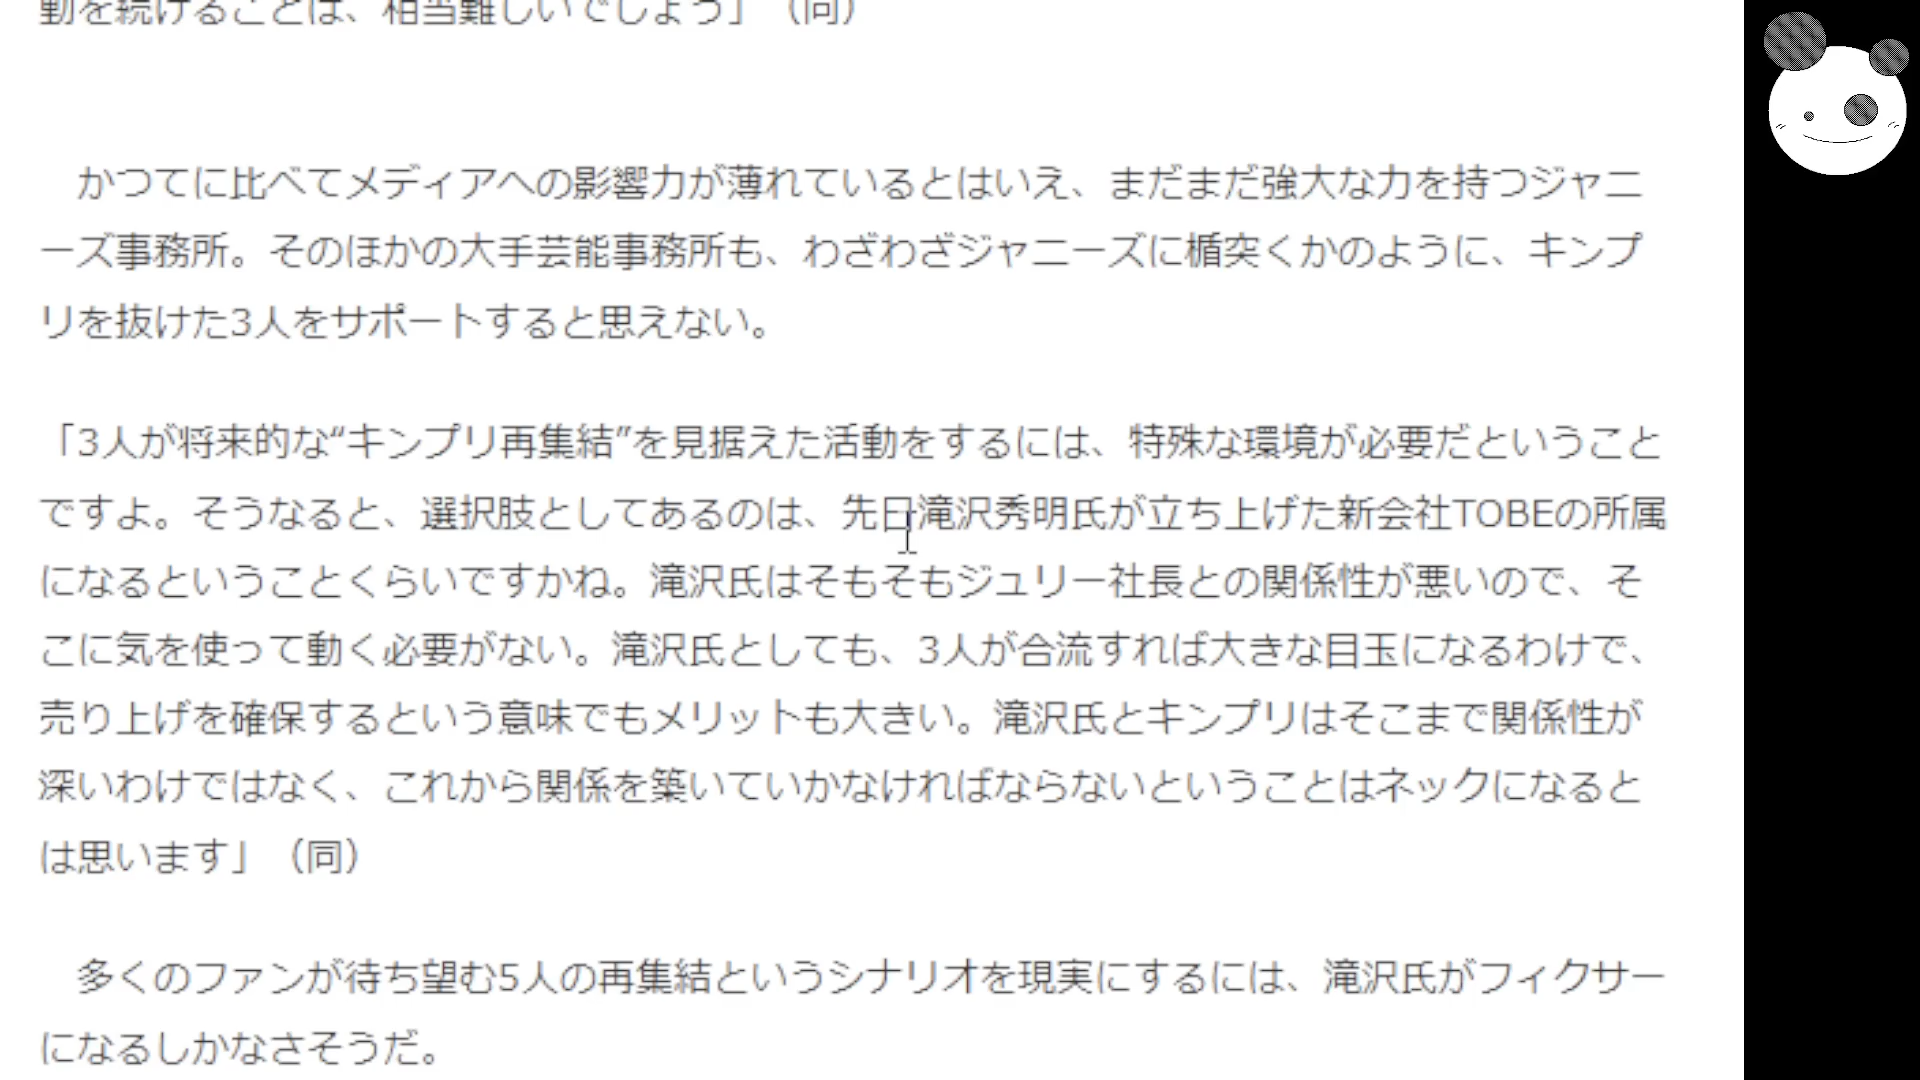 動を続けることは、相当難しいでしょう」（同）
かつてに比べてメディアへの影響力が薄れているとはいえ、まだまだ強大な力を持つジャニ
ーズ事務所。そのほかの大手芸能事務所も、わざわざジャニーズに楯突くかのように、キンプ
リを抜けた3人をサポートすると思えない。
「3人が将来的な“キンプリ再集結”を見据えた活動をするには、特殊な環境が必要だということ
ですよ。そうなると、選択肢としてあるのは、先日滝沢秀明氏が立ち上げた新会社TOBEの所属
になるということくらいですかね。滝沢氏はそもそもジュリー社長との関係性が悪いので、そ
こに気を使って動く必要がない。滝沢氏としても、3人が合流すれば大きな目玉になるわけで、
売り上げを確保するという意味でもメリットも大きい。滝沢氏とキンプリはそこまで関係性が
深いわけではなく、これから関係を築いていかなければならないということはネックになると
は思います」（同）
多くのファンが待ち望む5人の再集結というシナリオを現実にするには、滝沢氏がフィクサー
になるしかなさそうだ。